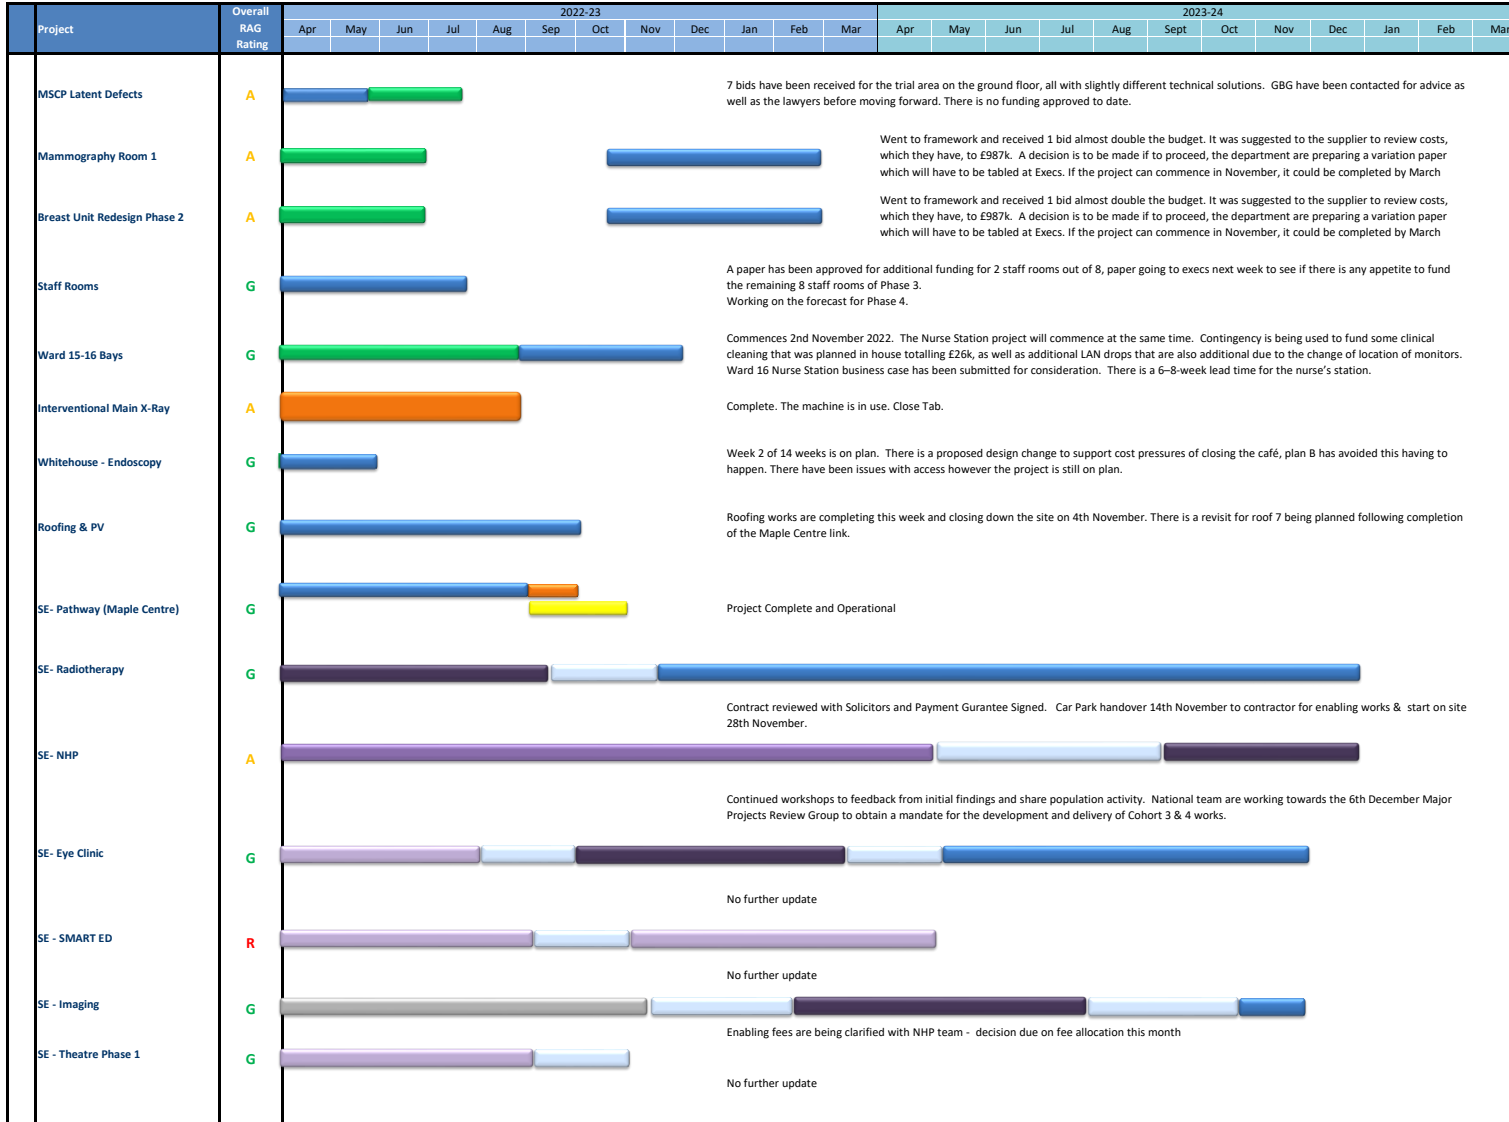 Overall 2022-23 2023-24
Project RAG Apr May Jun Jul Aug Sep Oct Nov Dec Jan Feb Mar Apr May Jun Jul Aug Sept Oct Nov Dec Jan Feb Mar
Rating
MSCP Latent Defects A
7 bids have been received for the trial area on the ground floor, all with slightly different technical solutions. GBG have been contacted for advice as
well as the lawyers before moving forward. There is no funding approved to date.
Mammography Room 1 A
Went to framework and received 1 bid almost double the budget. It was suggested to the supplier to review costs,
which they have, to £987k. A decision is to be made if to proceed, the department are preparing a variation paper
which will have to be tabled at Execs. If the project can commence in November, it could be completed by March
Breast Unit Redesign Phase 2 A
Went to framework and received 1 bid almost double the budget. It was suggested to the supplier to review costs,
which they have, to £987k. A decision is to be made if to proceed, the department are preparing a variation paper
which will have to be tabled at Execs. If the project can commence in November, it could be completed by March
Staff Rooms G
A paper has been approved for additional funding for 2 staff rooms out of 8, paper going to execs next week to see if there is any appetite to fund
the remaining 8 staff rooms of Phase 3.
Working on the forecast for Phase 4.
Ward 15-16 Bays G
Commences 2nd November 2022. The Nurse Station project will commence at the same time. Contingency is being used to fund some clinical
cleaning that was planned in house totalling £26k, as well as additional LAN drops that are also additional due to the change of location of monitors.
Ward 16 Nurse Station business case has been submitted for consideration. There is a 6–8-week lead time for the nurse's station.
Interventional Main X-Ray A
Complete. The machine is in use. Close Tab.
Whitehouse - Endoscopy G
Week 2 of 14 weeks is on plan. There is a proposed design change to support cost pressures of closing the café, plan B has avoided this having to
happen. There have been issues with access however the project is still on plan.
Roofing & PV G
Roofing works are completing this week and closing down the site on 4th November. There is a revisit for roof 7 being planned following completion
of the Maple Centre link.
SE- Pathway (Maple Centre) G
Project Complete and Operational
SE- Radiotherapy G
Contract reviewed with Solicitors and Payment Gurantee Signed. Car Park handover 14th November to contractor for enabling works & start on site
28th November.
SE- NHP A
Continued workshops to feedback from initial findings and share population activity. National team are working towards the 6th December Major
Projects Review Group to obtain a mandate for the development and delivery of Cohort 3 & 4 works.
SE- Eye Clinic G
No further update
SE - SMART ED R
No further update
SE - Imaging G
Enabling fees are being clarified with NHP team - decision due on fee allocation this month
SE - Theatre Phase 1 G
No further update